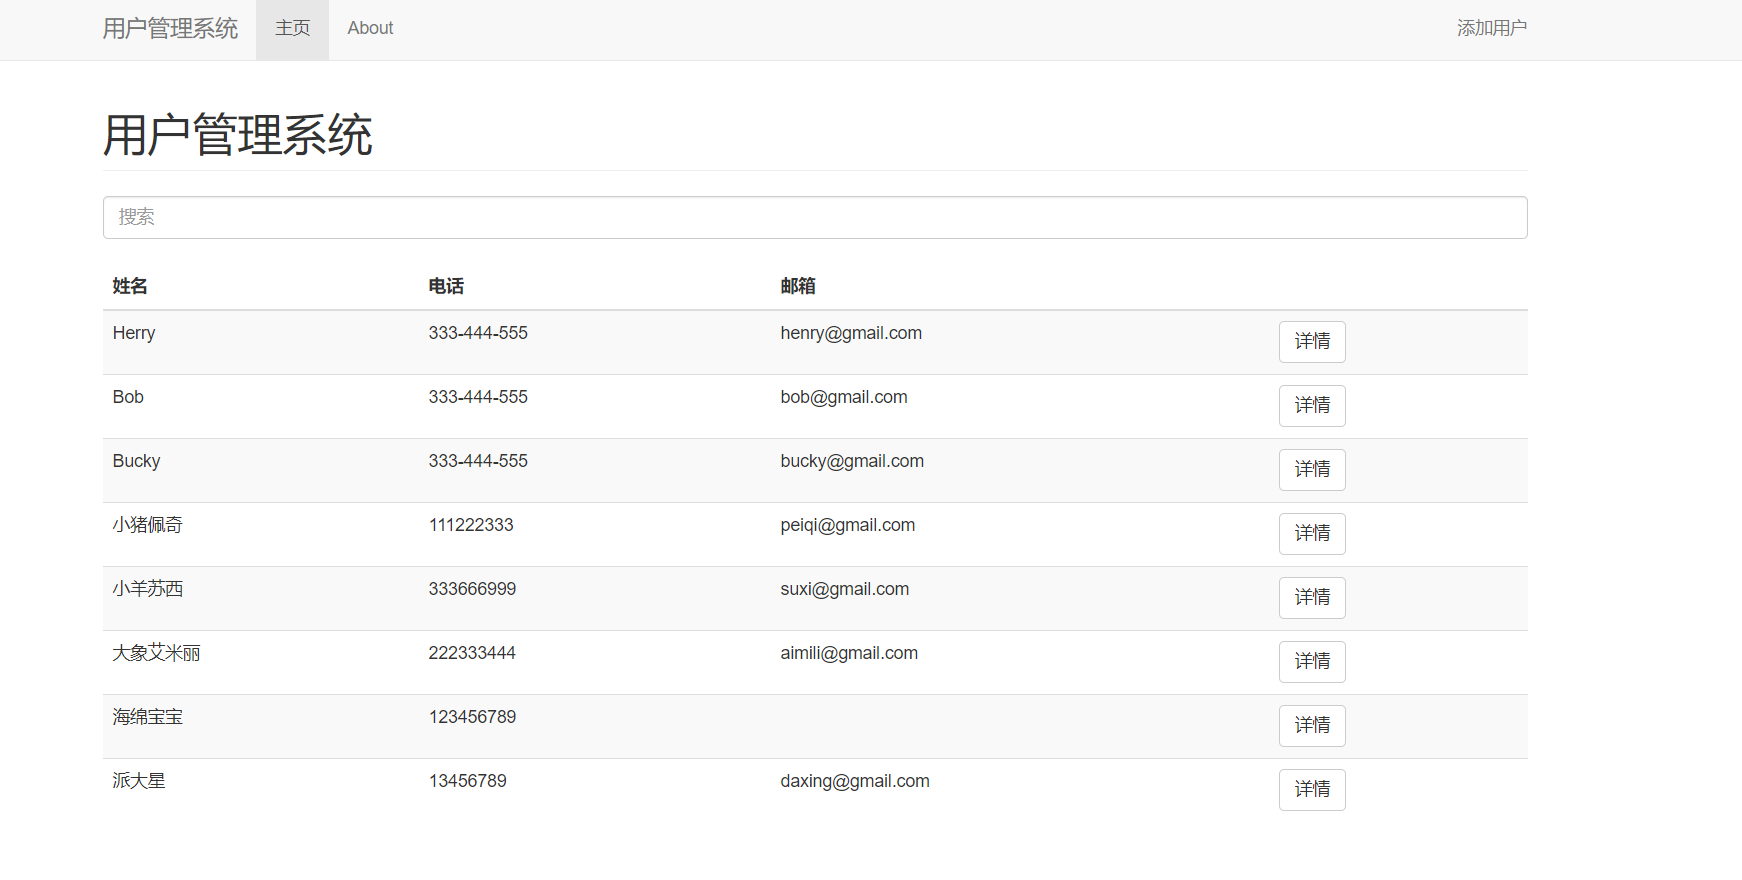 用户管理系统 主页 About 添加用户
用户管理系统
搜索
姓名 电话 邮箱
Herry 333-444-555 henry@gmail.com 详情
Bob 333-444-555 bob@gmail.com 详情
Bucky 333-444-555 bucky@gmail.com 详情
小猪佩奇 111222333 peiqi@gmail.com 详情
小羊苏西 333666999 suxi@gmail.com 详情
大象艾米丽 222333444 aimili@gmail.com 详情
海绵宝宝 123456789 详情
派大星 13456789 daxing@gmail.com 详情